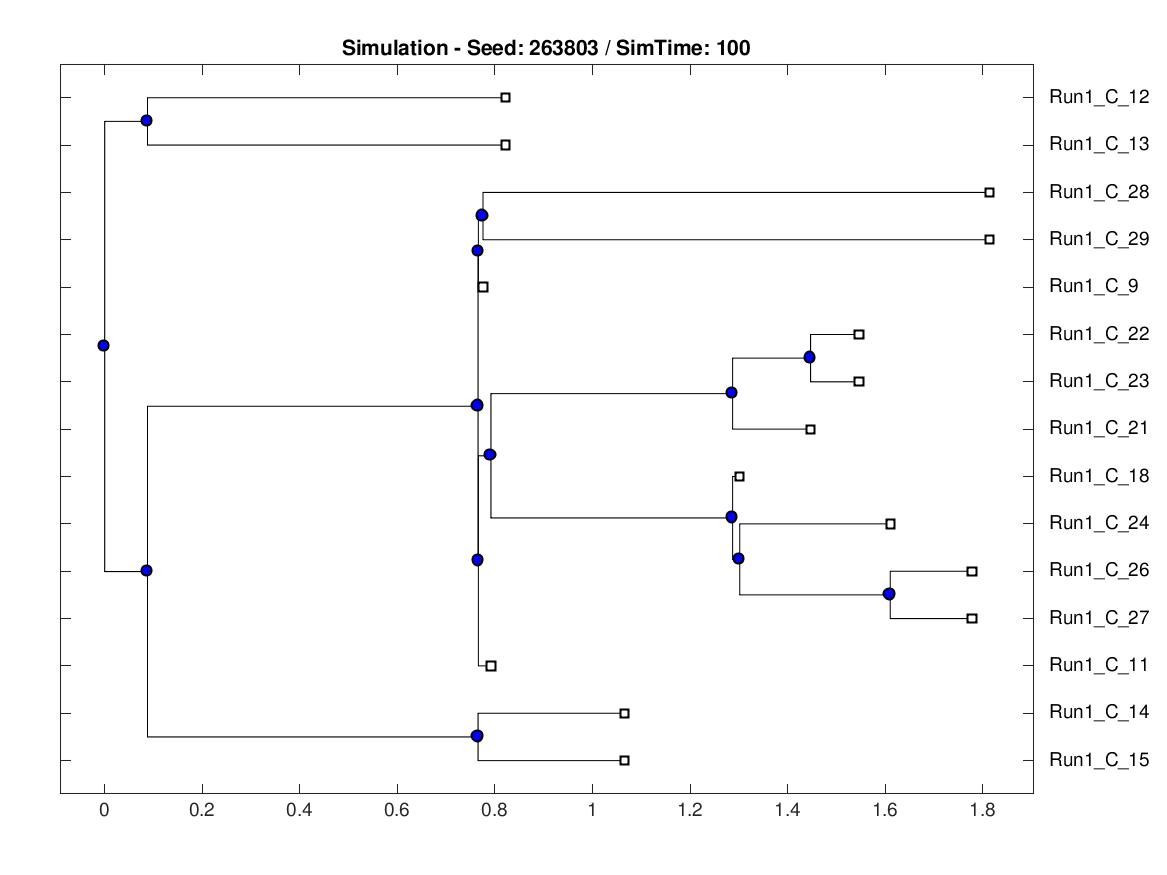 Simulation - Seed: 263803 / SimTime: 100
Run1_C_12
Run1_C_13
Run1_C_28
Run1_C_29
Run1_C_9
Run1_C_22
Run1_C_23
Run1_C_21
Run1_C_18
Run1_C_24
Run1_C_26
Run1_C_27
Run1_C_11
Run1_C_14
Run1_C_15
0 0.2 0.4 0.6 0.8 1 1.2 1.4 1.6 1.8